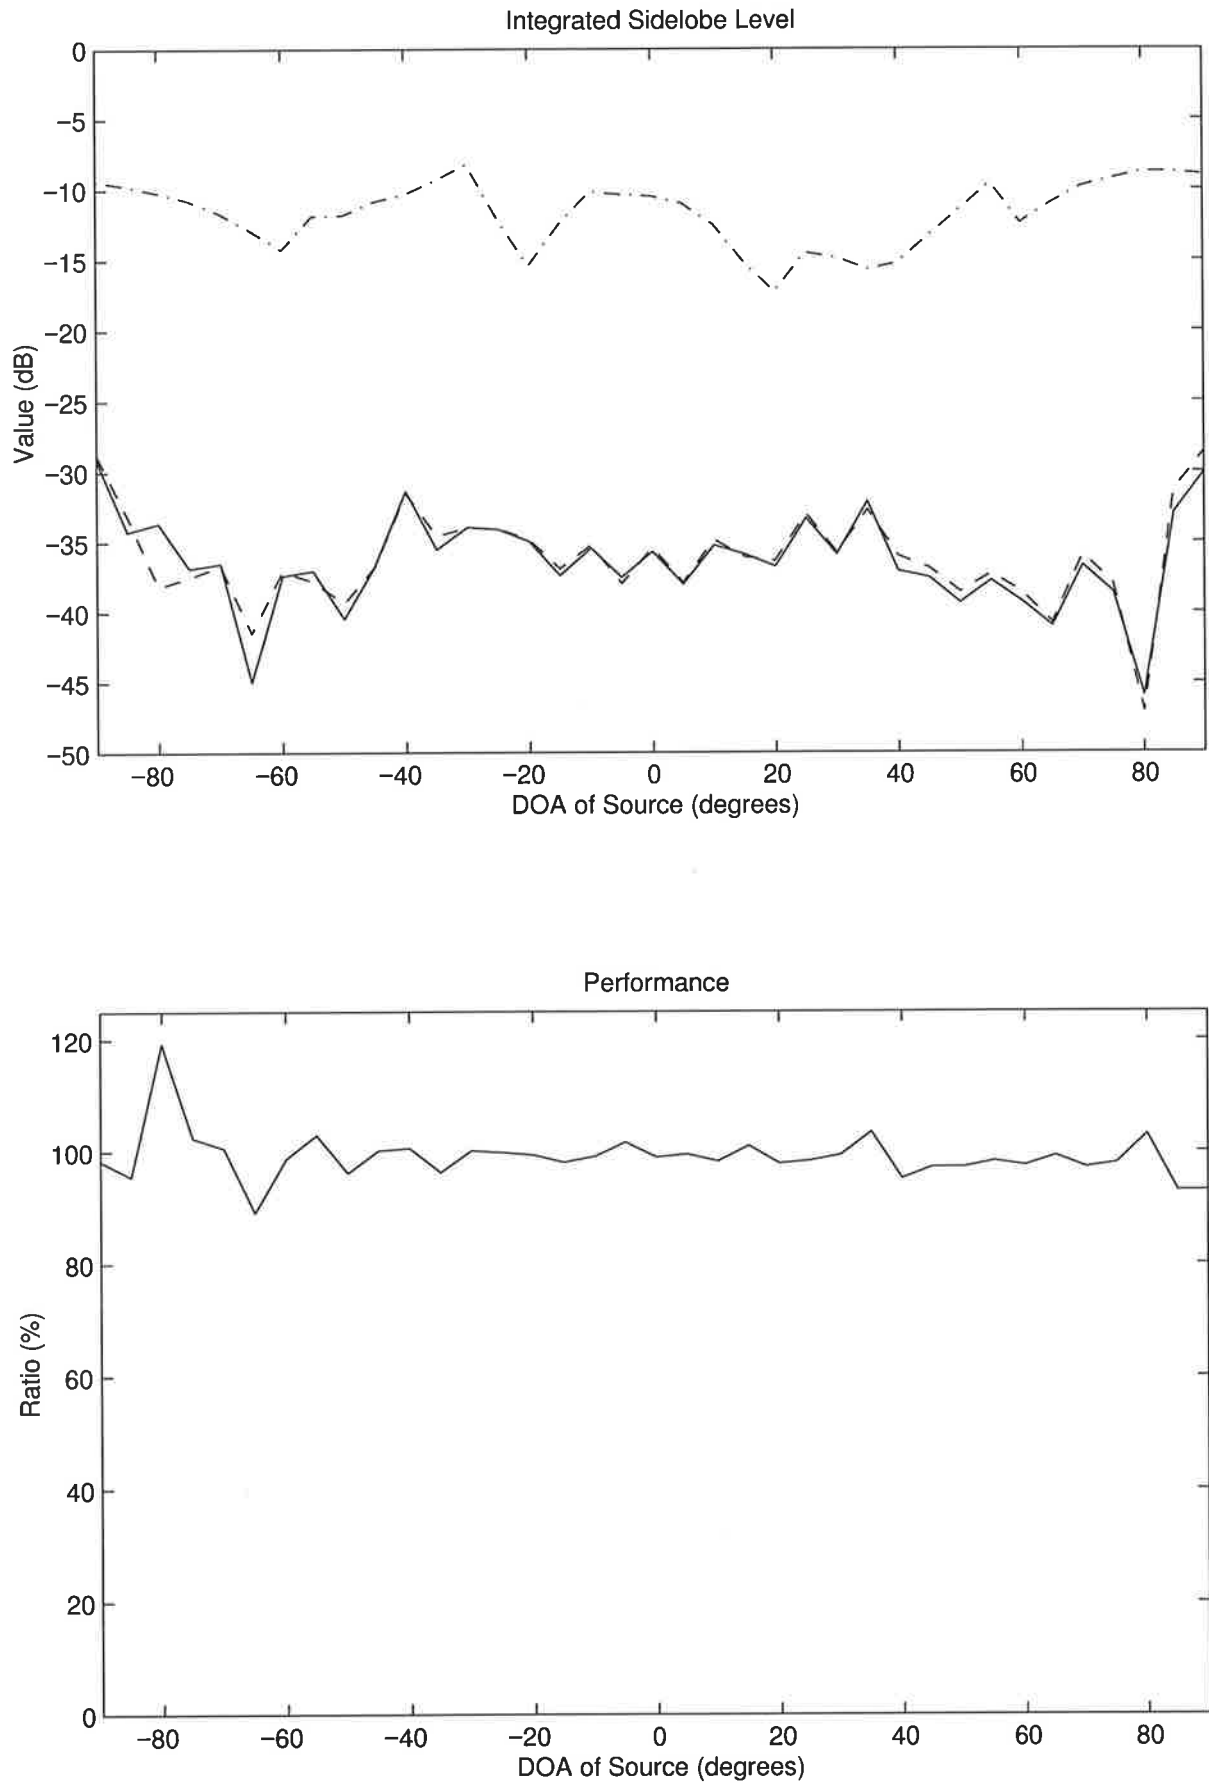 Integrated Sidelobe Level
0
−5
−10
−15
−20
−25
−30
−35
−40
−45
−50
Value (dB)
−80 −60 −40 −20 0 20 40 60 80
DOA of Source (degrees)
Performance
120
100
80
60
40
20
0
Ratio (%)
−80 −60 −40 −20 0 20 40 60 80
DOA of Source (degrees)